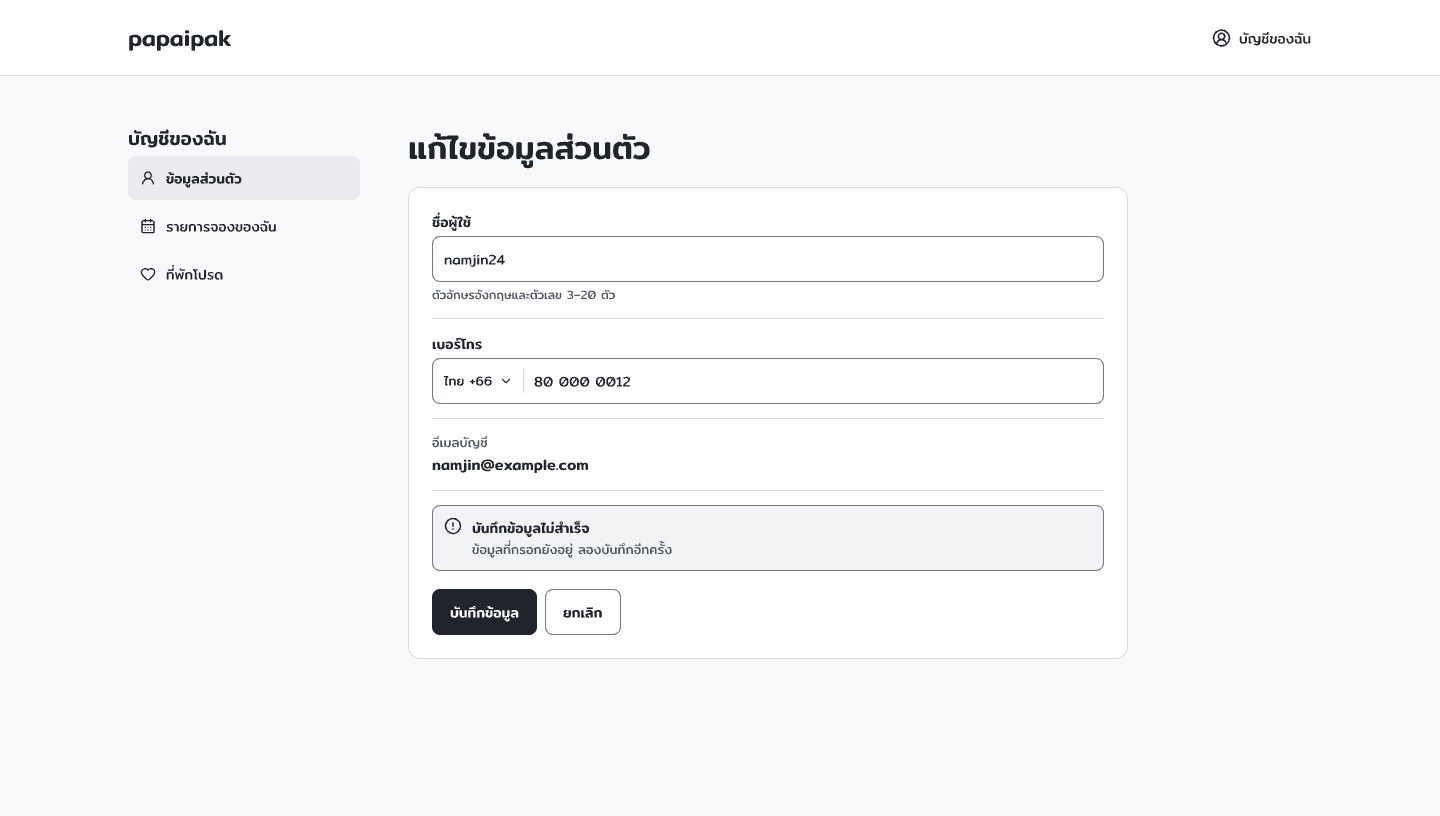 papaipak
บัญชีของฉัน
บัญชีของฉัน
ข้อมูลส่วนตัว
รายการจองของฉัน
ที่พักโปรด
แก้ไขข้อมูลส่วนตัว
ชื่อผู้ใช้
namjin24
ตัวอักษรอังกฤษและตัวเลข 3–20 ตัว
เบอร์โทร
ไทย +66 80 000 0012
อีเมลบัญชี
namjin@example.com
บันทึกข้อมูลไม่สำเร็จ
ข้อมูลที่กรอกยังอยู่ ลองบันทึกอีกครั้ง
บันทึกข้อมูล ยกเลิก